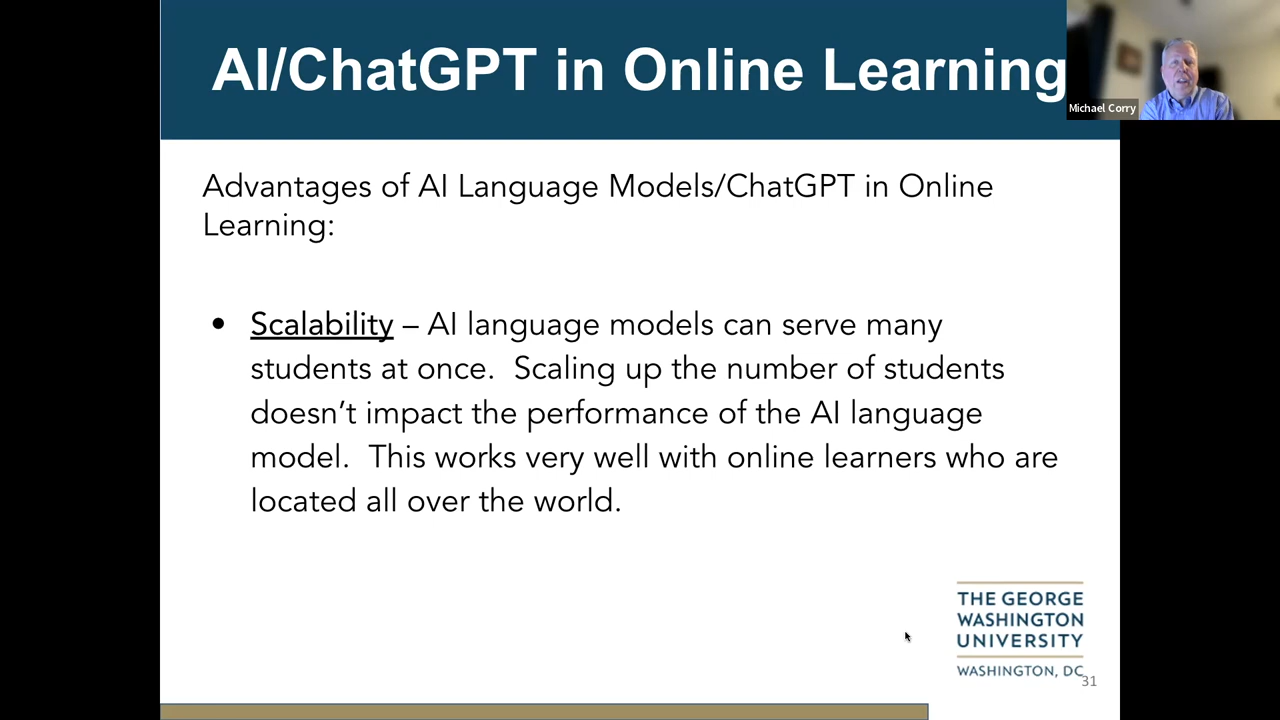 AI/ChatGPT in Online Learning
Michael Corry
Advantages of AI Language Models/ChatGPT in Online
Learning:
• Scalability – AI language models can serve many
students at once.  Scaling up the number of students
doesn’t impact the performance of the AI language
model.  This works very well with online learners who are
located all over the world.
THE GEORGE
WASHINGTON
UNIVERSITY
WASHINGTON, DC
31